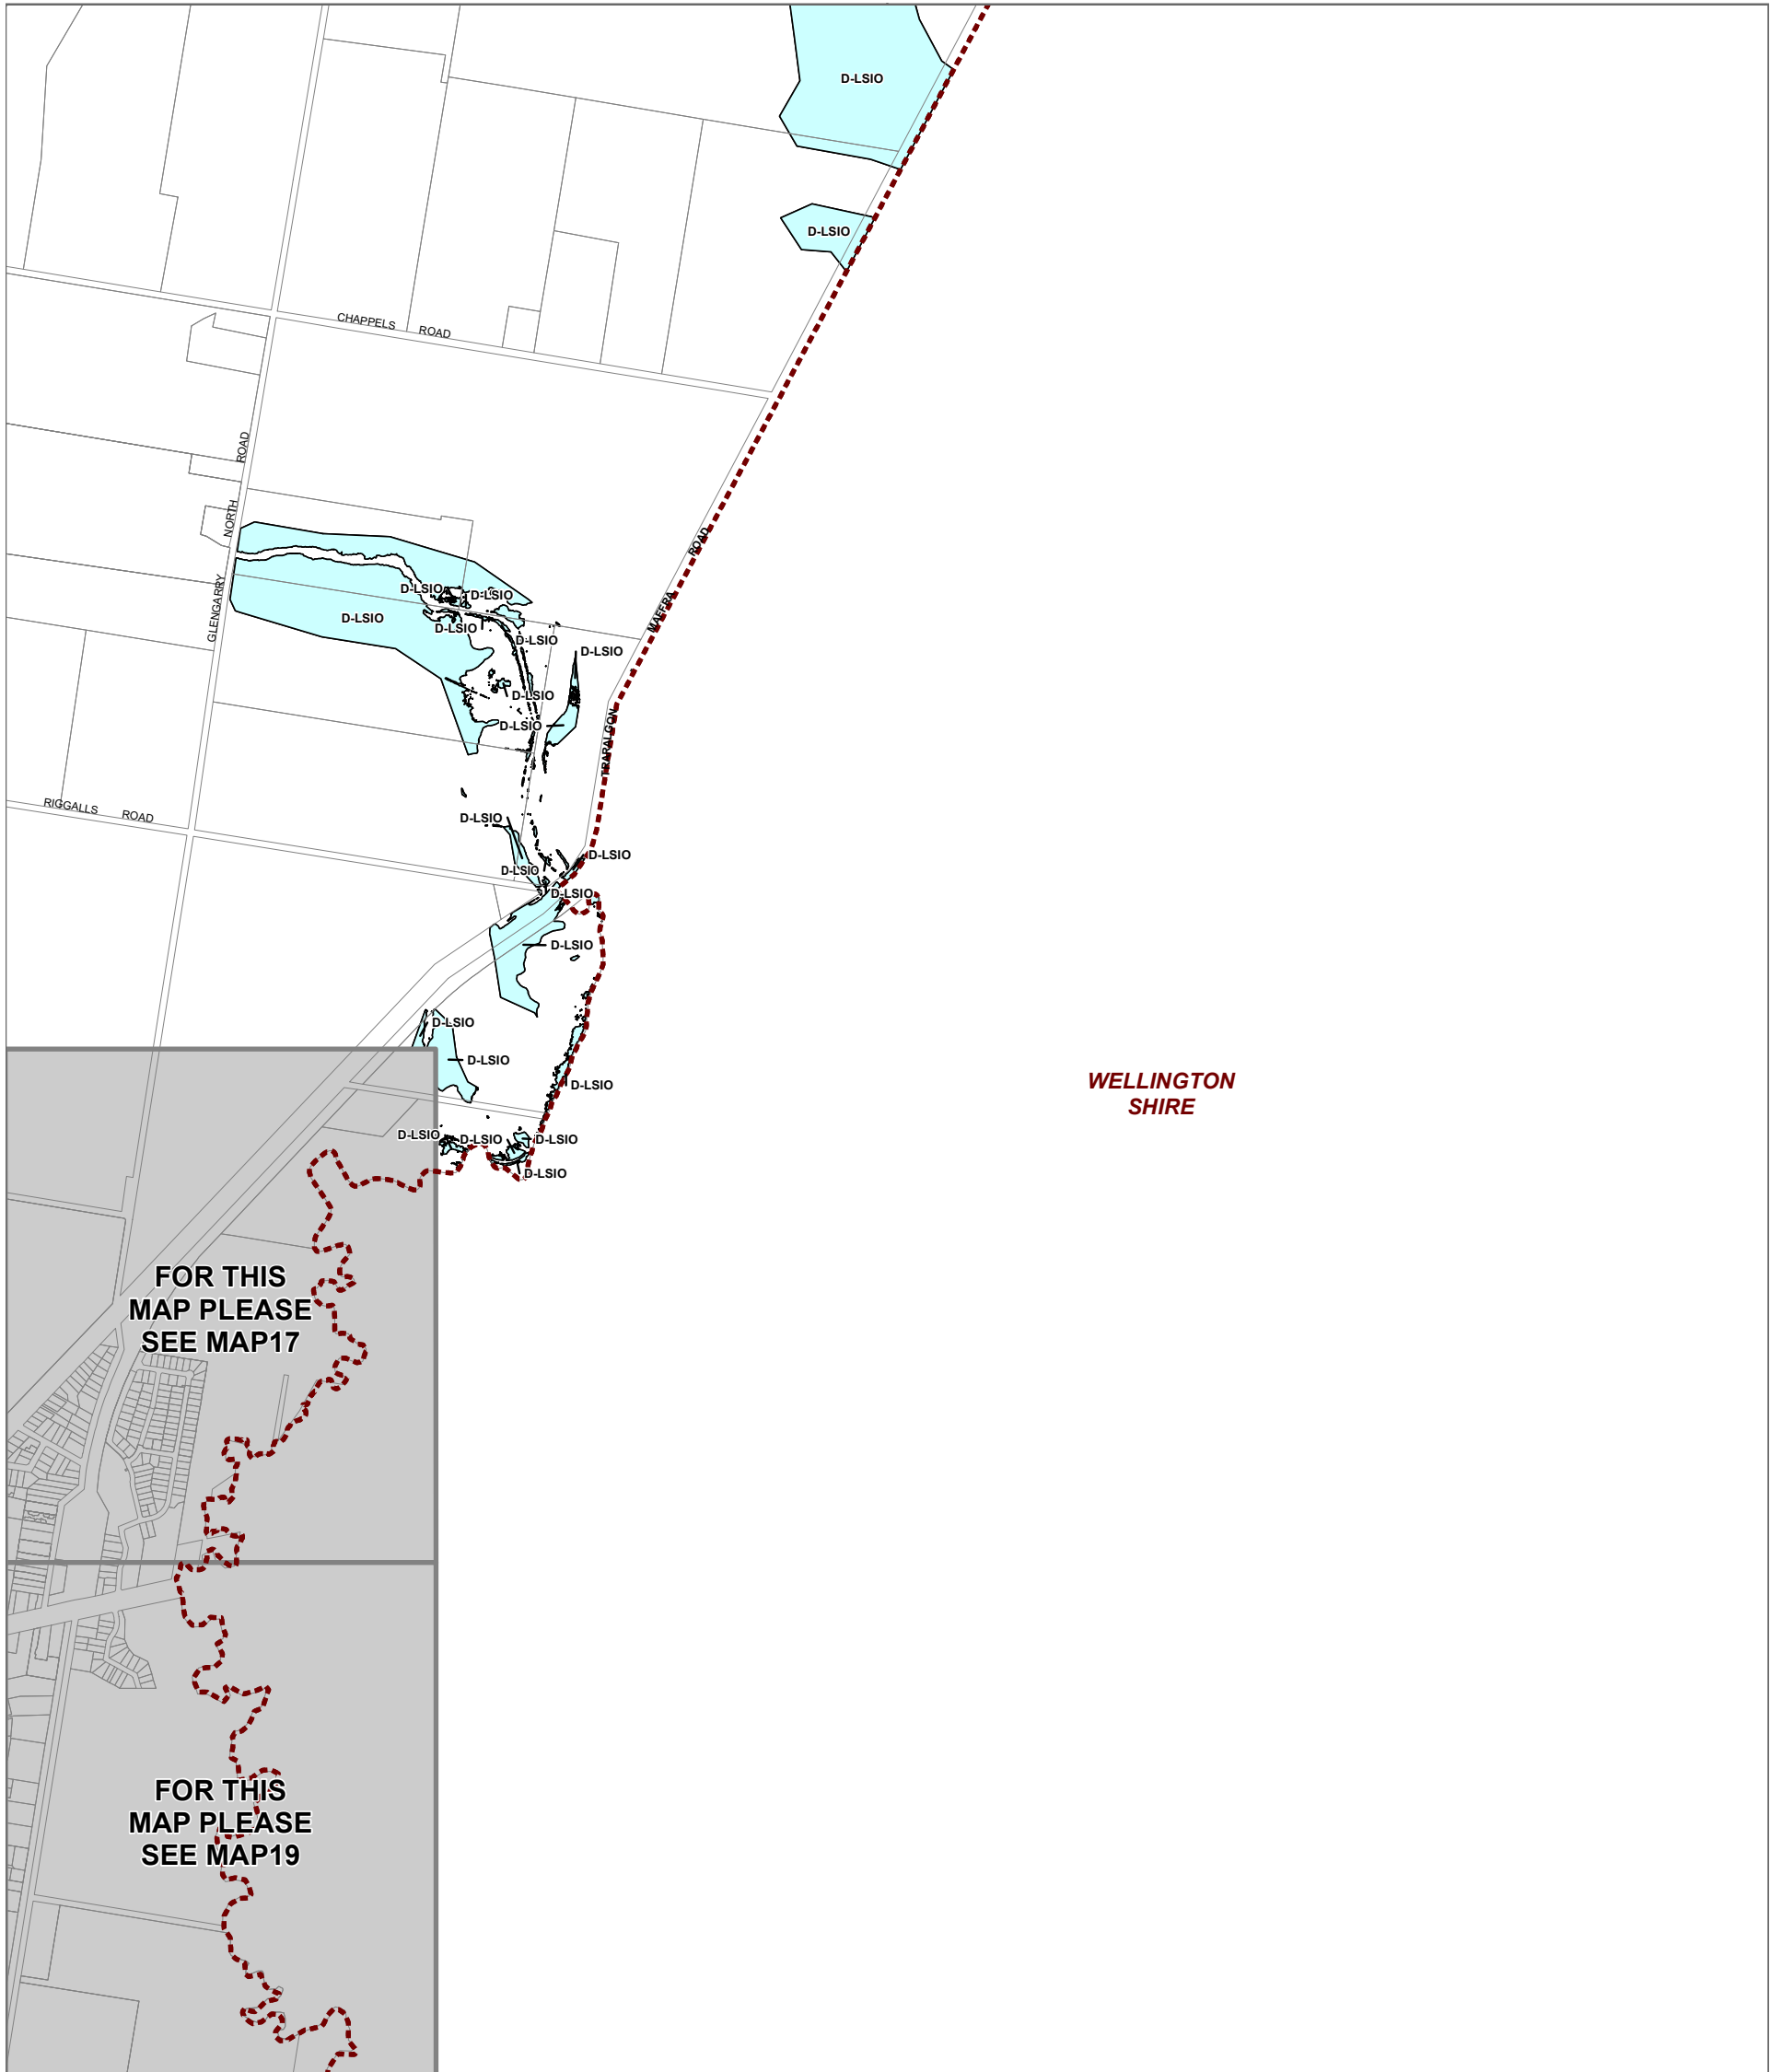 D-LSIO
D-LSIO
CHAPPELS ROAD
GLENGARRY NORTH ROAD
TRARALGON MAFFRA ROAD
D-LSIO
D-LSIO
D-LSIO
D-LSIO
D-LSIO
D-LSIO
D-LSIO
D-LSIO
RIGGALLS ROAD
D-LSIO
D-LSIO
D-LSIO
D-LSIO
D-LSIO
D-LSIO
D-LSIO
D-LSIO
WELLINGTON
SHIRE
D-LSIO
D-LSIO
D-LSIO
D-LSIO
FOR THIS
MAP PLEASE
SEE MAP17
FOR THIS
MAP PLEASE
SEE MAP19